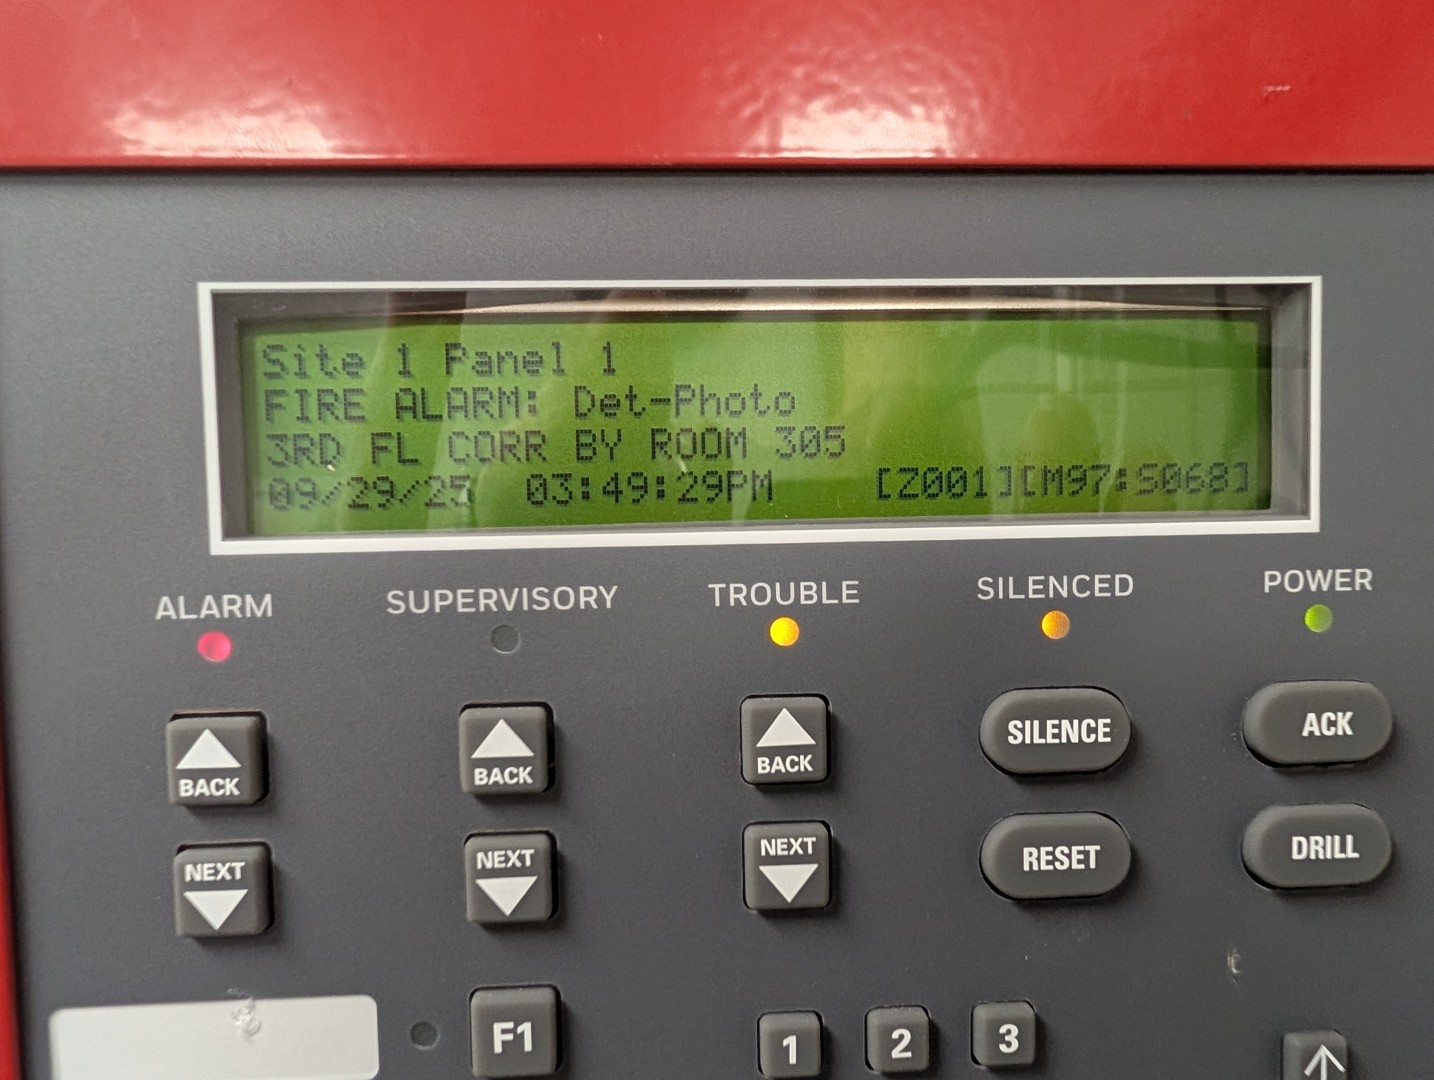 Site 1 Panel 1
FIRE ALARM: Det-Photo
3RD FL CORR BY ROOM 305
09/29/25 03:49:29PM [Z001][M97:S068]
ALARM SUPERVISORY TROUBLE SILENCED POWER
BACK BACK BACK SILENCE ACK
NEXT NEXT NEXT RESET DRILL
F1 1 2 3